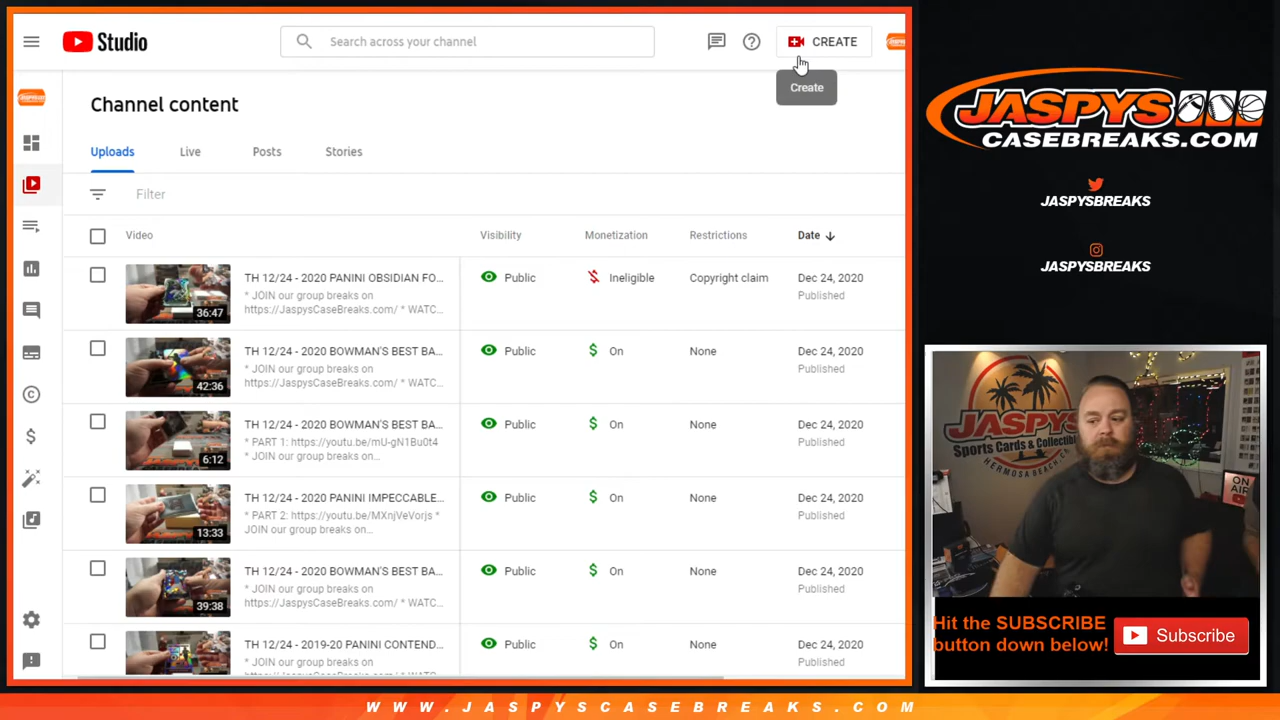 Studio
Search across your channel
CREATE
Create
Channel content
Uploads
Live
Posts
Stories
Filter
Video
Visibility
Monetization
Restrictions
Date
36:47
TH 12/24 - 2020 PANINI OBSIDIAN FO...
* JOIN our group breaks on
https://JaspysCaseBreaks.com/ * WATC...
Public
Ineligible
Copyright claim
Dec 24, 2020
Published
42:36
TH 12/24 - 2020 BOWMAN'S BEST BA...
* JOIN our group breaks on
https://JaspysCaseBreaks.com/ * WATC...
Public
On
None
Dec 24, 2020
Published
6:12
TH 12/24 - 2020 BOWMAN'S BEST BA...
* PART 1: https://youtu.be/mU-gN1Bu0t4
* JOIN our group breaks on...
Public
On
None
Dec 24, 2020
Published
13:33
TH 12/24 - 2020 PANINI IMPECCABLE...
* PART 2: https://youtu.be/MXnjVeVorjs *
JOIN our group breaks on...
Public
On
None
Dec 24, 2020
Published
39:38
TH 12/24 - 2020 BOWMAN'S BEST BA...
* JOIN our group breaks on
https://JaspysCaseBreaks.com/ * WATC...
Public
On
None
Dec 24, 2020
Published
TH 12/24 - 2019-20 PANINI CONTEND...
* JOIN our group breaks on
Public
On
None
Dec 24, 2020
Published
JASPYS
CASEBREAKS.COM
JASPYSBREAKS
JASPYSBREAKS
JASPYS
Sports Cards & Collectibl
HERMOSA BEACH, CA
ON
AIR
Hit the SUBSCRIBE
button down below!
Subscribe
WWW.JASPYSCASEBREAKS.COM